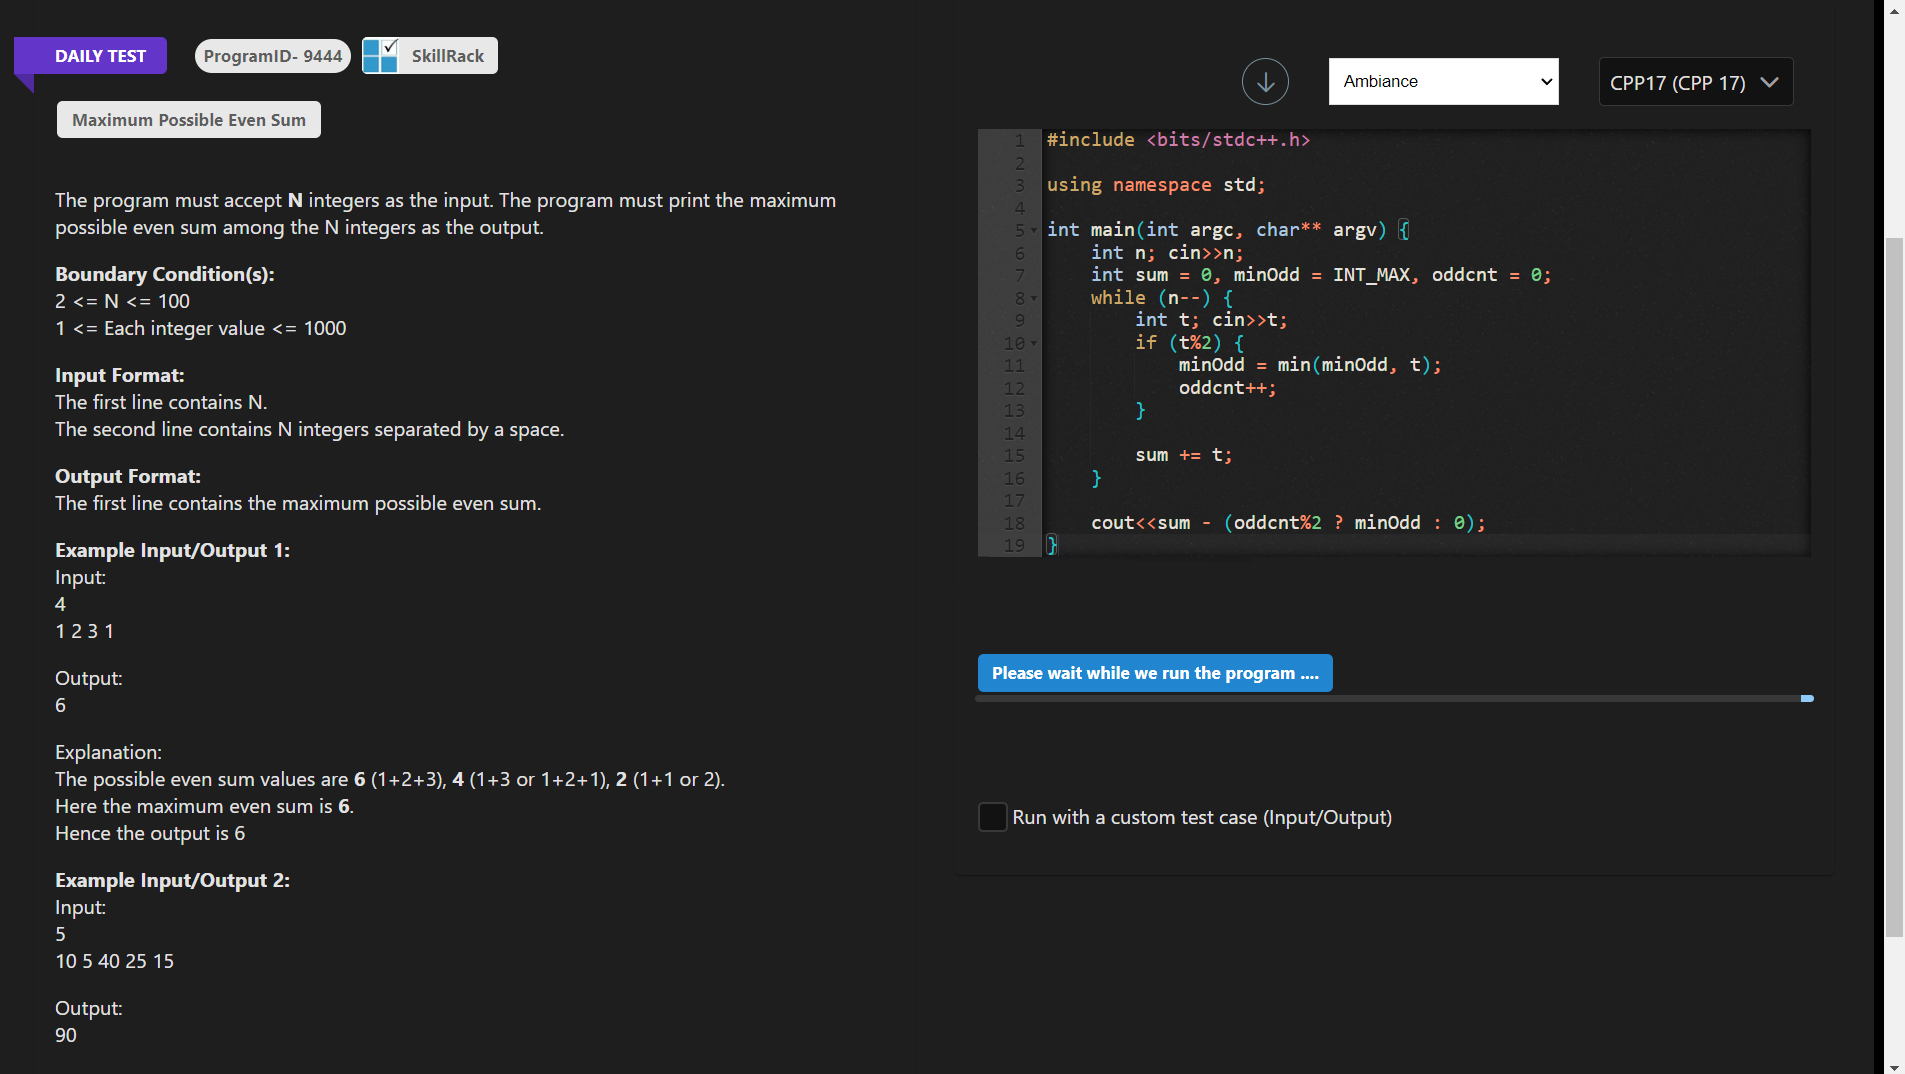 DAILY TEST
ProgramID- 9444
SkillRack
Maximum Possible Even Sum
The program must accept N integers as the input. The program must print the maximum
possible even sum among the N integers as the output.
Boundary Condition(s):
2 <= N <= 100
1 <= Each integer value <= 1000
Input Format:
The first line contains N.
The second line contains N integers separated by a space.
Output Format:
The first line contains the maximum possible even sum.
Example Input/Output 1:
Input:
4
1 2 3 1
Output:
6
Explanation:
The possible even sum values are 6 (1+2+3), 4 (1+3 or 1+2+1), 2 (1+1 or 2).
Here the maximum even sum is 6.
Hence the output is 6
Example Input/Output 2:
Input:
5
10 5 40 25 15
Output:
90
Ambiance
CPP17 (CPP 17)
1 #include <bits/stdc++.h>
2
3 using namespace std;
4
5 int main(int argc, char** argv) {
6     int n; cin>>n;
7     int sum = 0, minOdd = INT_MAX, oddcnt = 0;
8     while (n--) {
9         int t; cin>>t;
10         if (t%2) {
11             minOdd = min(minOdd, t);
12             oddcnt++;
13         }
14
15         sum += t;
16     }
17
18     cout<<sum - (oddcnt%2 ? minOdd : 0);
19 }
Please wait while we run the program ....
Run with a custom test case (Input/Output)